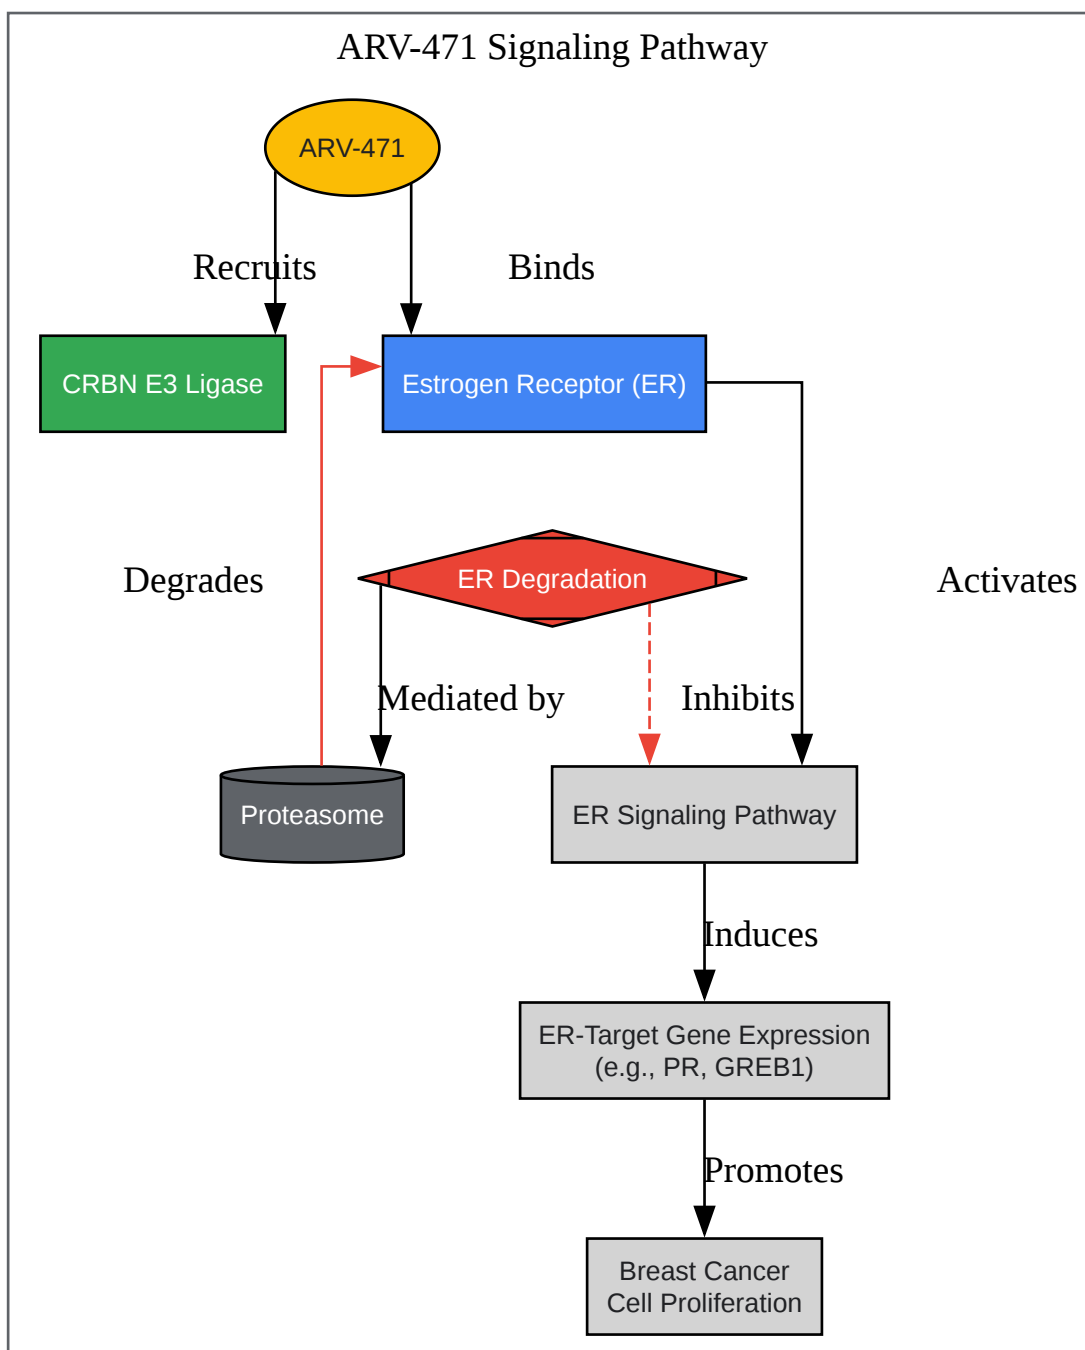 ARV-471 Signaling Pathway
ARV-471
Recruits
Binds
CRBN E3 Ligase
Estrogen Receptor (ER)
Degrades
ER Degradation
Activates
Mediated by
Inhibits
Proteasome
ER Signaling Pathway
Induces
ER-Target Gene Expression
(e.g., PR, GREB1)
Promotes
Breast Cancer
Cell Proliferation